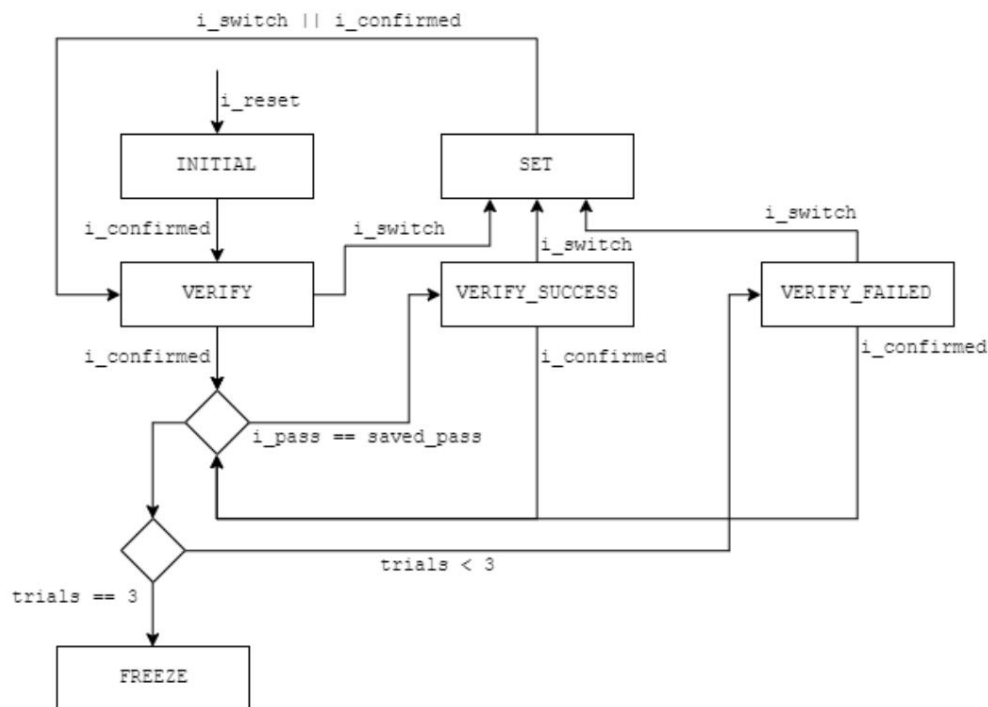 i_switch || i_confirmed
i_reset
INITIAL
SET
i_confirmed
i_switch
i_switch
i_switch
VERIFY
VERIFY_SUCCESS
VERIFY_FAILED
i_confirmed
i_confirmed
i_confirmed
i_pass == saved_pass
trials < 3
trials == 3
FREEZE